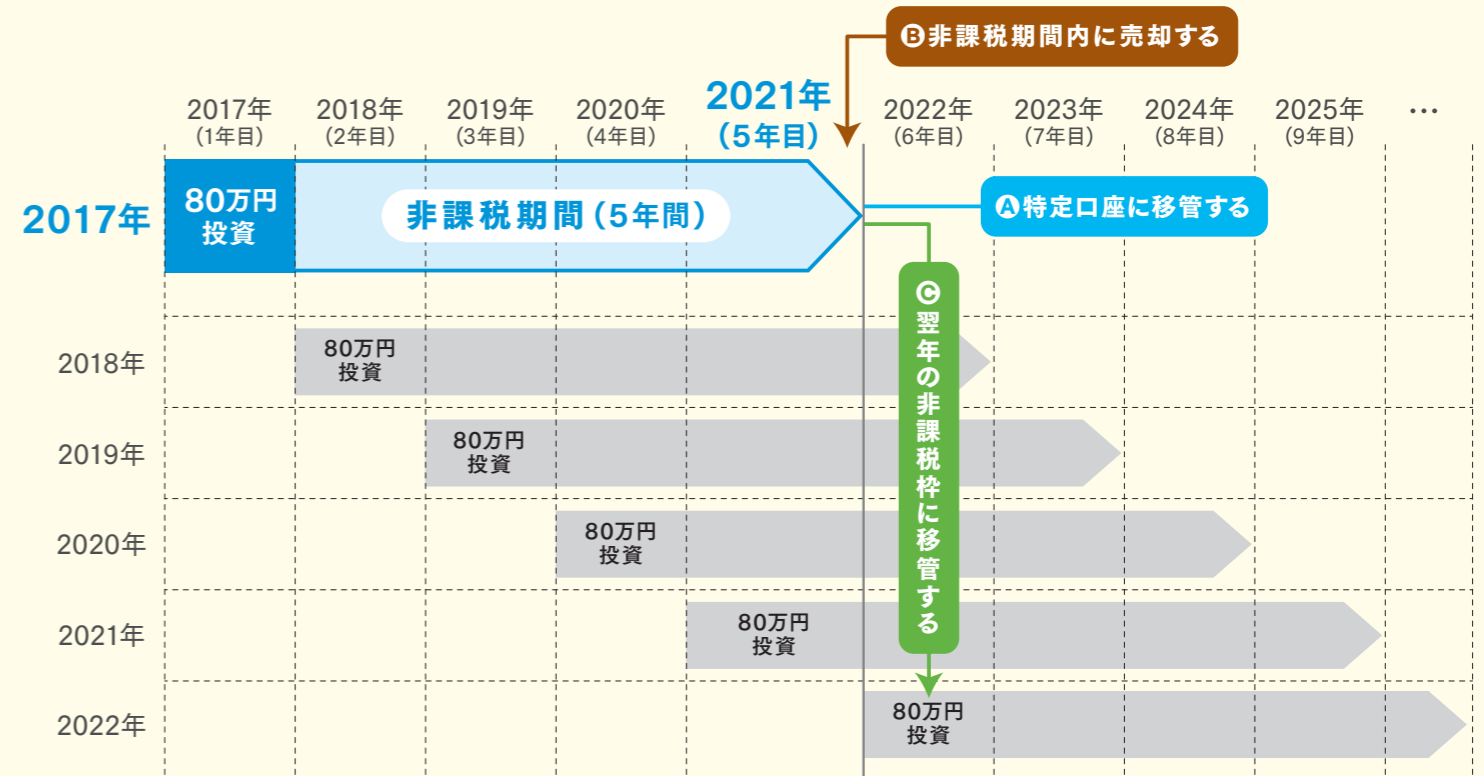 Ⓑ非課税期間内に売却する
2017年
(1年目)
2018年
(2年目)
2019年
(3年目)
2020年
(4年目)
2021年
(5年目)
2022年
(6年目)
2023年
(7年目)
2024年
(8年目)
2025年
(9年目)
…
2017年
80万円
投資
非課税期間(5年間)
Ⓐ特定口座に移管する
Ⓒ翌年の非課税枠に移管する
2018年
80万円
投資
2019年
80万円
投資
2020年
80万円
投資
2021年
80万円
投資
2022年
80万円
投資